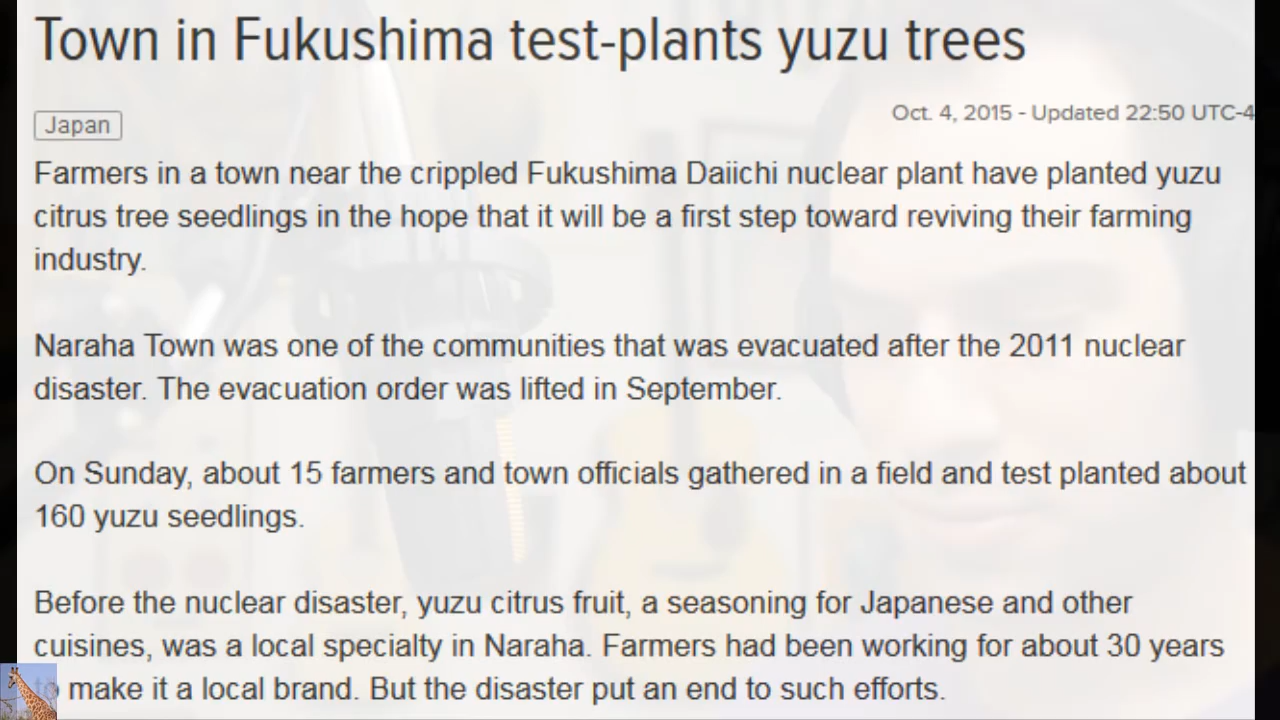 Town in Fukushima test-plants yuzu trees
Oct. 4, 2015 - Updated 22:50 UTC-4
Japan
Farmers in a town near the crippled Fukushima Daiichi nuclear plant have planted yuzu
citrus tree seedlings in the hope that it will be a first step toward reviving their farming
industry.
Naraha Town was one of the communities that was evacuated after the 2011 nuclear
disaster. The evacuation order was lifted in September.
On Sunday, about 15 farmers and town officials gathered in a field and test planted about
160 yuzu seedlings.
Before the nuclear disaster, yuzu citrus fruit, a seasoning for Japanese and other
cuisines, was a local specialty in Naraha. Farmers had been working for about 30 years
to make it a local brand. But the disaster put an end to such efforts.